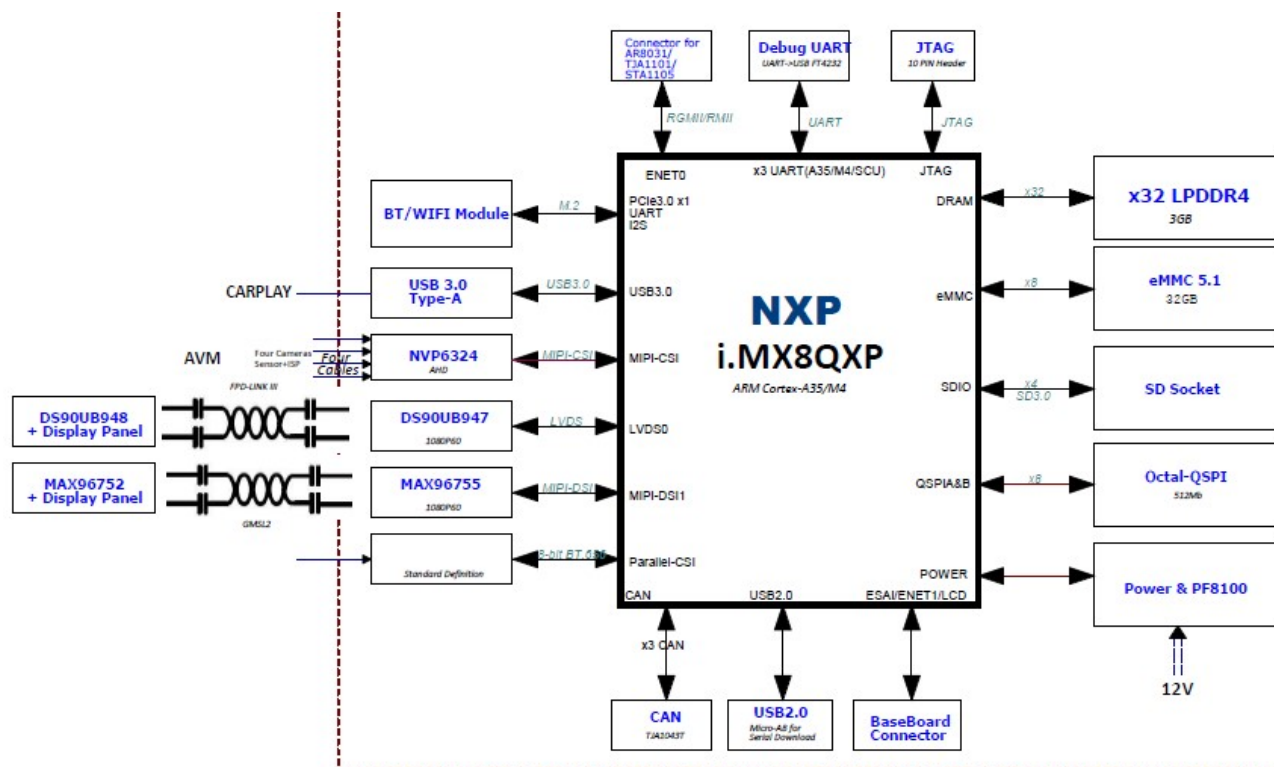 Connector for
AR8031/
TJA1101/
STA1105
Debug UART
UART->USB FT4232
JTAG
10 PIN Header
RGMII/RMII
UART
JTAG
ENET0
x3 UART(A35/M4/SCU)
JTAG
BT/WIFI Module
M.2
PCIe3.0 x1
UART
I2S
DRAM
x32
x32 LPDDR4
3GB
CARPLAY
USB 3.0
Type-A
USB3.0
USB3.0
eMMC
x8
eMMC 5.1
32GB
NXP
i.MX8QXP
ARM Cortex-A35/M4
AVM
Four Cameras
Sensor+ISP
Four
Cables
NVP6324
AHD
MIPI-CSI
MIPI-CSI
SDIO
x4
SD3.0
SD Socket
FPD-LINK III
DS90UB948
+ Display Panel
DS90UB947
1080P60
LVDS
LVDS0
MAX96752
+ Display Panel
GMSL2
MAX96755
1080P60
MIPI-DSI1
MIPI-DSI1
QSPIA&B
x8
Octal-QSPI
512Mb
Standard Definition
8-bit BT.656
Parallel-CSI
POWER
Power & PF8100
12V
CAN
USB2.0
ESAI/ENET1/LCD
x3 CAN
CAN
TJA1043T
USB2.0
Micro-AB for
Serial Download
BaseBoard
Connector